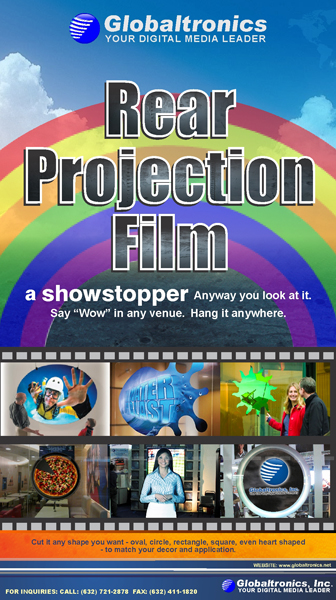 Globaltronics
YOUR DIGITAL MEDIA LEADER
Rear
Projection
Film
a showstopper Anyway you look at it.
Say “Wow” in any venue. Hang it anywhere.
Globaltronics, Inc.
Cut it any shape you want - oval, circle, rectangle, square, even heart shaped
- to match your decor and application.
WEBSITE: www.globaltronics.net
FOR INQUIRIES: CALL: (632) 721-2878 FAX: (632) 411-1820
Globaltronics, Inc.
YOUR DIGITAL MEDIA LEADER